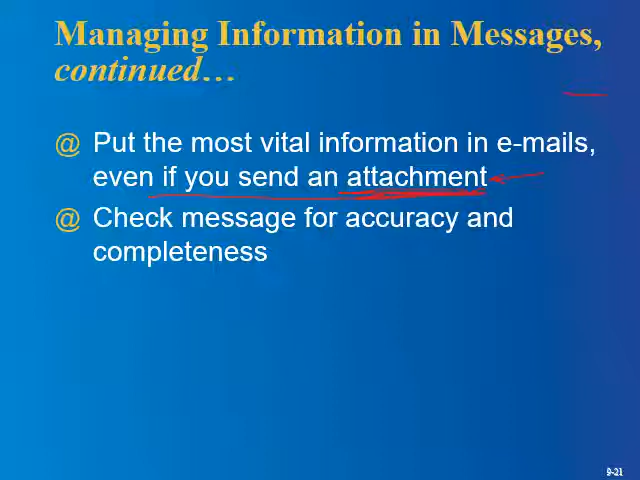 Managing Information in Messages,
continued…
@ Put the most vital information in e-mails,
even if you send an attachment
@ Check message for accuracy and
completeness
9-21